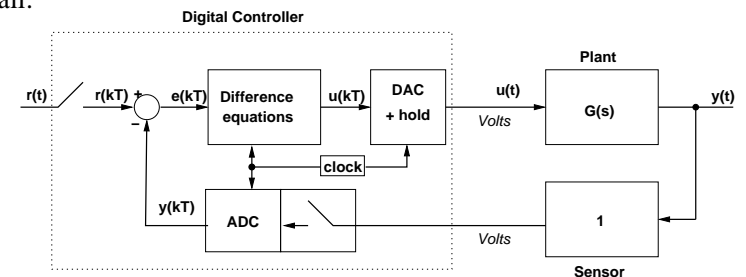 Digital Controller
Plant
r(t)
r(kT)
+
−
e(kT)
Difference
equations
u(kT)
DAC
+ hold
u(t)
Volts
G(s)
y(t)
clock
y(kT)
ADC
Volts
1
Sensor